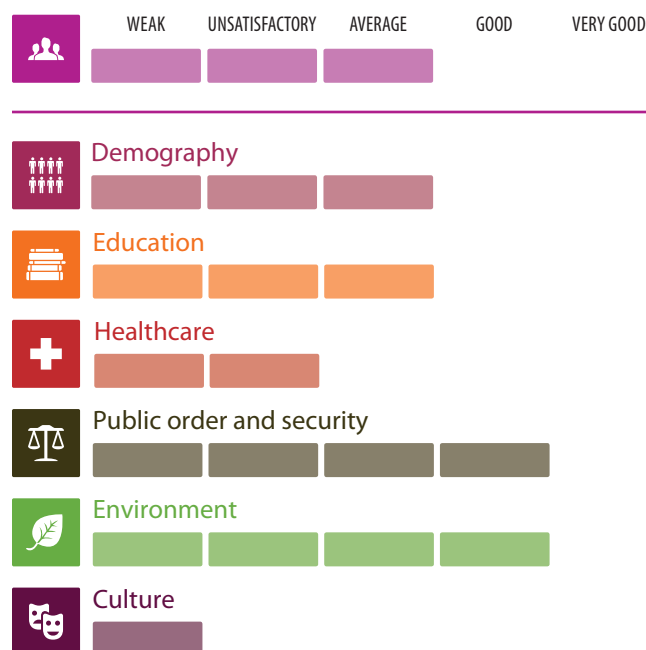 WEAK UNSATISFACTORY AVERAGE GOOD VERY GOOD
Demography
Education
Healthcare
Public order and security
Environment
Culture